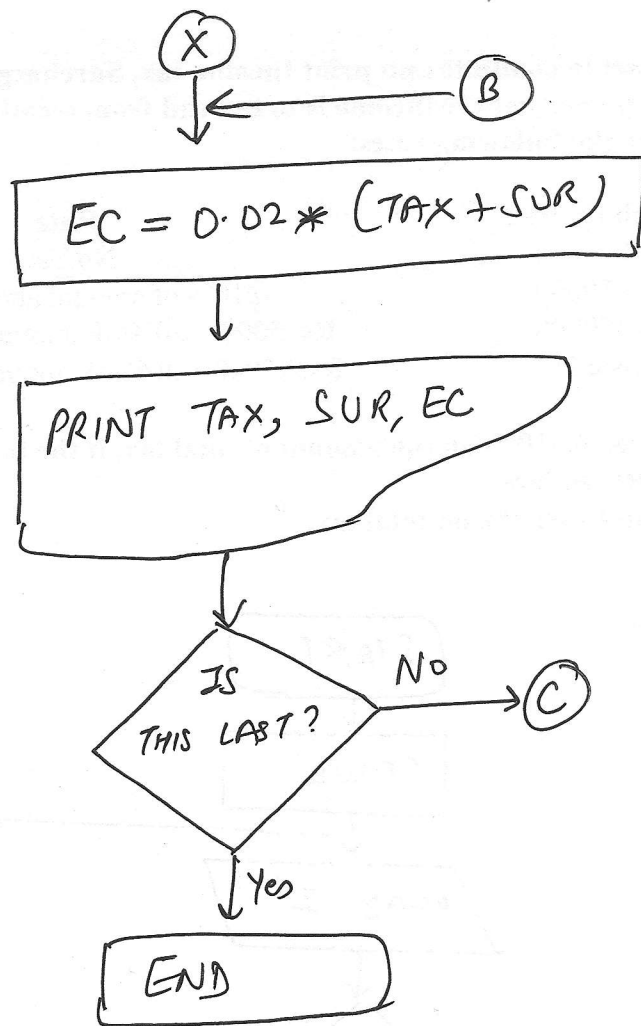 X
B
EC = 0.02 * (TAX + SUR)
PRINT TAX, SUR, EC
IS
THIS LAST?
NO
C
Yes
END